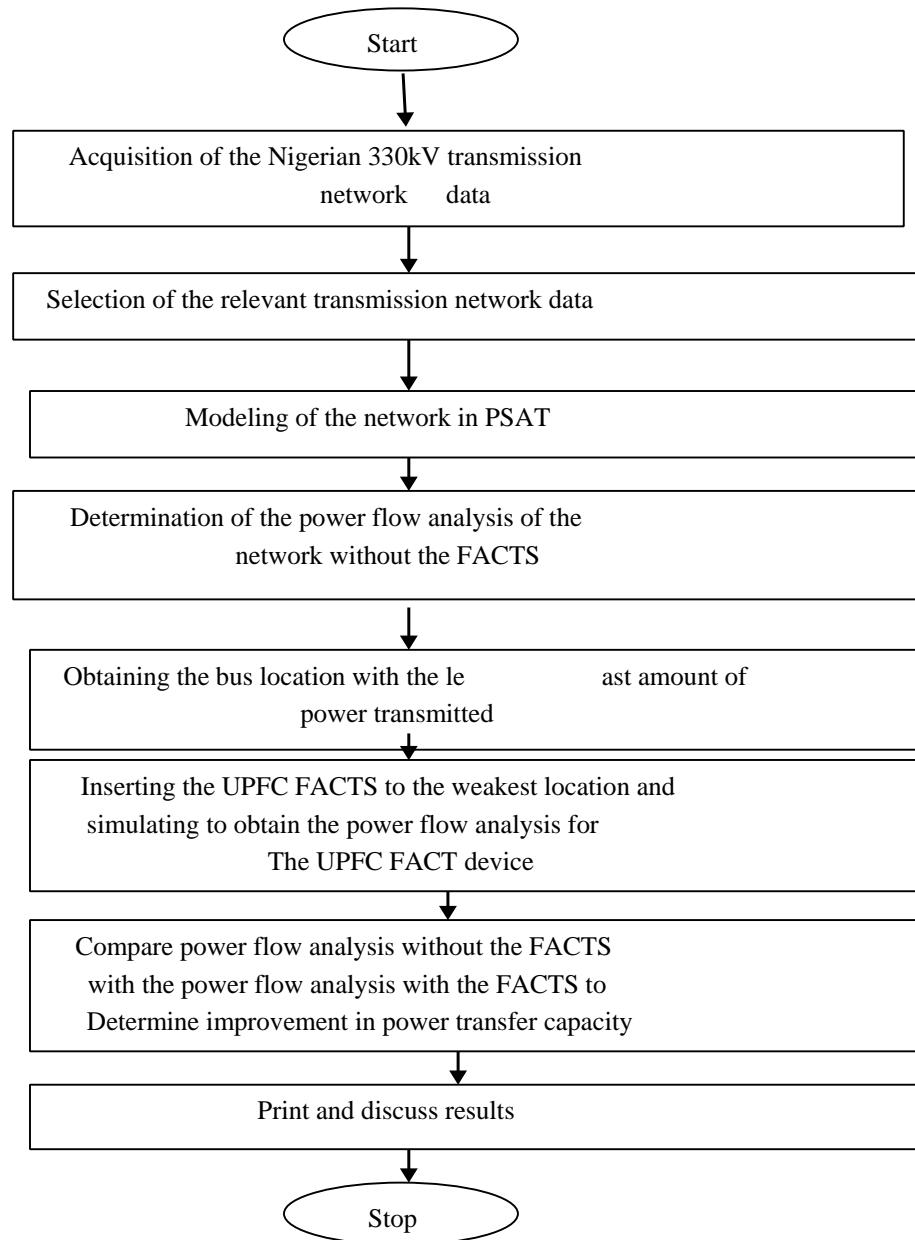 Start
Acquisition of the Nigerian 330kV transmission
network data
Selection of the relevant transmission network data
Modeling of the network in PSAT
Determination of the power flow analysis of the
network without the FACTS
Obtaining the bus location with the le ast amount of
power transmitted
Inserting the UPFC FACTS to the weakest location and
simulating to obtain the power flow analysis for
The UPFC FACT device
Compare power flow analysis without the FACTS
with the power flow analysis with the FACTS to
Determine improvement in power transfer capacity
Print and discuss results
Stop